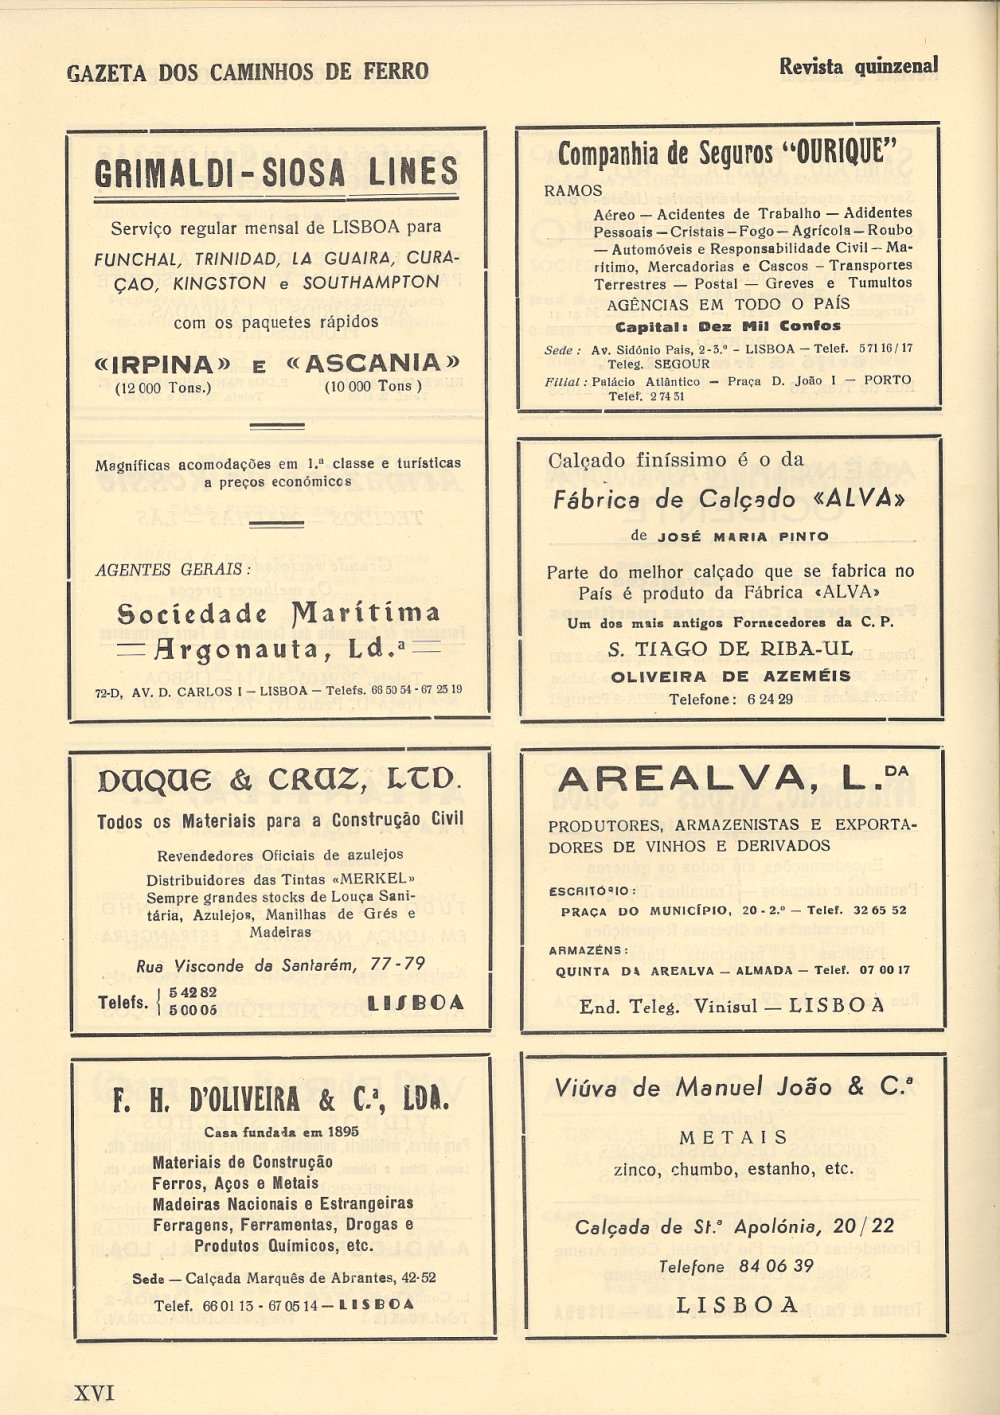 GAZETA DOS CAMINHOS DE FERRO
Revista quinzenal
GRIMALDI-SIOSA LINES
Serviço regular mensal de LISBOA para
FUNCHAL, TRINIDAD, LA GUAIRA, CURA-
ÇAO, KINGSTON e SOUTHAMPTON
com os paquetes rápidos
«IRPINA» E «ASCANIA»
(12 000 Tons.) (10 000 Tons)
Magníficas acomodações em 1.ª classe e turísticas
a preços económicos
AGENTES GERAIS:
Sociedade Marítima
Argonauta, Ld.ª
72-D, AV. D. CARLOS I – LISBOA – Telefs. 66 50 54 - 67 25 19
Companhia de Seguros "OURIQUE"
RAMOS
Aéreo — Acidentes de Trabalho — Adidentes
Pessoais – Cristais – Fogo – Agrícola – Roubo
— Automóveis e Responsabilidade Civil — Ma-
rítimo, Mercadorias e Cascos – Transportes
Terrestres — Postal — Greves e Tumultos
AGÊNCIAS EM TODO O PAÍS
Capital: Dez Mil Contos
Sede: Av. Sidónio Pais, 2-3.º - LISBOA — Telef. 5 71 16/17
Teleg. SEGOUR
Filial: Palácio Atlântico — Praça D. João I — PORTO
Telef. 2 74 31
Calçado finíssimo é o da
Fábrica de Calçado «ALVA»
de JOSÉ MARIA PINTO
Parte do melhor calçado que se fabrica no
País é produto da Fábrica «ALVA»
Um dos mais antigos Fornecedores da C. P.
S. TIAGO DE RIBA-UL
OLIVEIRA DE AZEMÉIS
Telefone: 6 24 29
DUQUE & CRUZ, LTD.
Todos os Materiais para a Construção Civil
Revendedores Oficiais de azulejos
Distribuidores das Tintas «MERKEL»
Sempre grandes stocks de Louça Sani-
tária, Azulejos, Manilhas de Grés e
Madeiras
Rua Visconde da Santarém, 77-79
Telefs. 5 42 82
5 00 05 LISBOA
AREALVA, L.DA
PRODUTORES, ARMAZENISTAS E EXPORTA-
DORES DE VINHOS E DERIVADOS
ESCRITÓRIO:
PRAÇA DO MUNICÍPIO, 20 - 2.º — Telef. 32 65 52
ARMAZÉNS:
QUINTA DA AREALVA — ALMADA — Telef. 07 00 17
End. Teleg. Vinisul — LISBOA
F. H. D'OLIVEIRA & C.ª, LDA.
Casa fundada em 1895
Materiais de Construção
Ferros, Aços e Metais
Madeiras Nacionais e Estrangeiras
Ferragens, Ferramentas, Drogas e
Produtos Químicos, etc.
Sede — Calçada Marquês de Abrantes, 42-52
Telef. 66 01 13 - 67 05 14 — LISBOA
Viúva de Manuel João & C.ª
METAIS
zinco, chumbo, estanho, etc.
Calçada de St.ª Apolónia, 20/22
Telefone 84 06 39
LISBOA
XVI